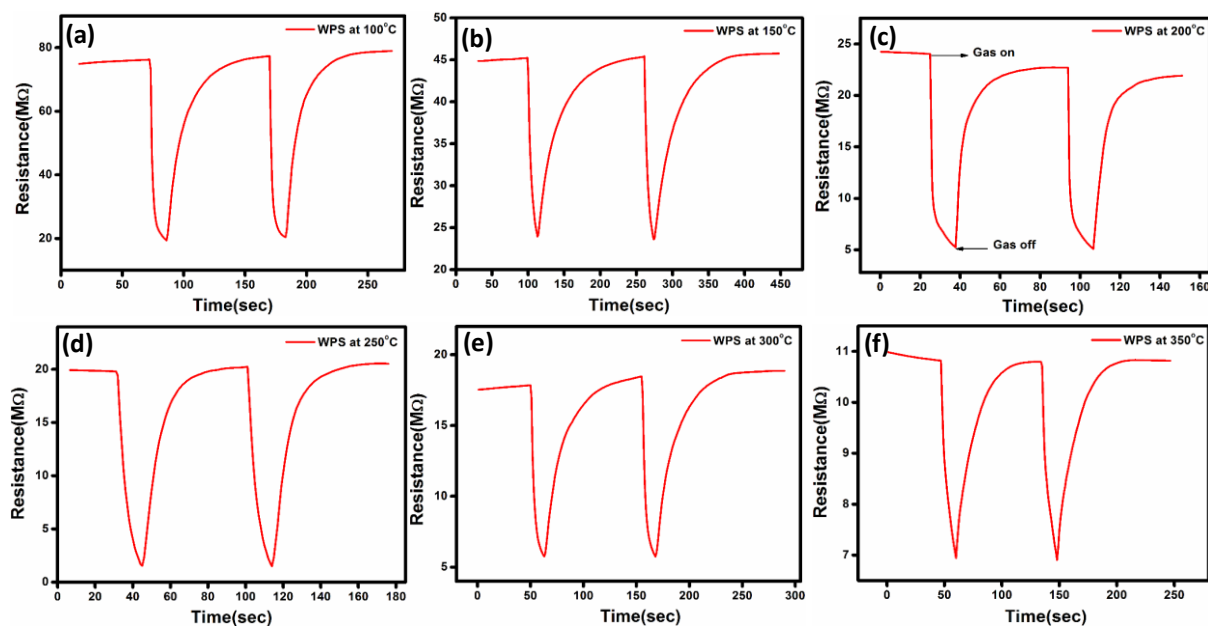 (a)
WPS at 100°C
80
60
40
20
Resistance(MΩ)
0 50 100 150 200 250
Time(sec)
(b)
WPS at 150°C
50
45
40
35
30
25
20
Resistance(MΩ)
0 50 100 150 200 250 300 350 400 450
Time(sec)
(c)
WPS at 200°C
Gas on
Gas off
25
20
15
10
5
Resistance(MΩ)
0 20 40 60 80 100 120 140 160
Time(sec)
(d)
WPS at 250°C
20
15
10
5
0
Resistance(MΩ)
0 20 40 60 80 100 120 140 160 180
Time(sec)
(e)
WPS at 300°C
20
15
10
5
Resistance(MΩ)
0 50 100 150 200 250 300
Time(sec)
(f)
WPS at 350°C
11
10
9
8
7
Resistance(MΩ)
0 50 100 150 200 250
Time(sec)